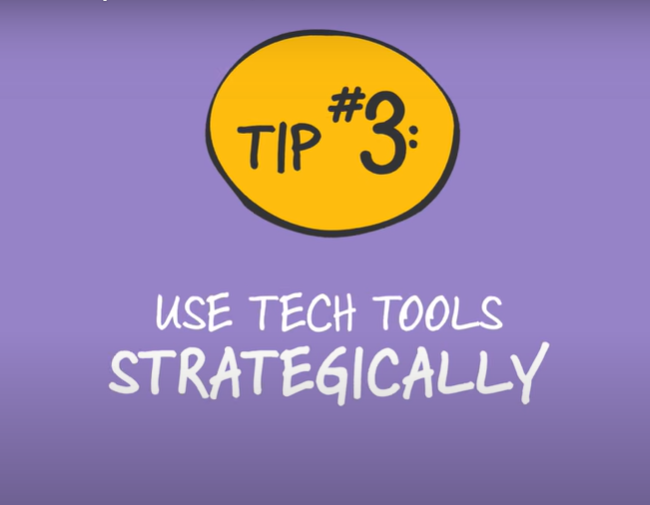 TIP #3:
USE TECH TOOLS
STRATEGICALLY